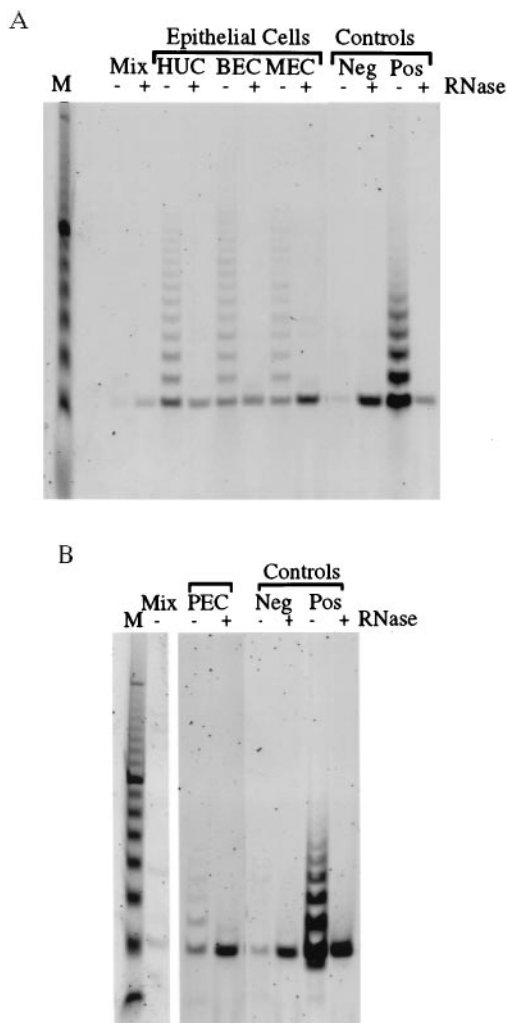 A
Epithelial Cells Controls
Mix HUC BEC MEC Neg Pos
M - + - + - + - + - + - + RNase
B
Controls
Mix PEC Neg Pos
M - - + - + - + RNase